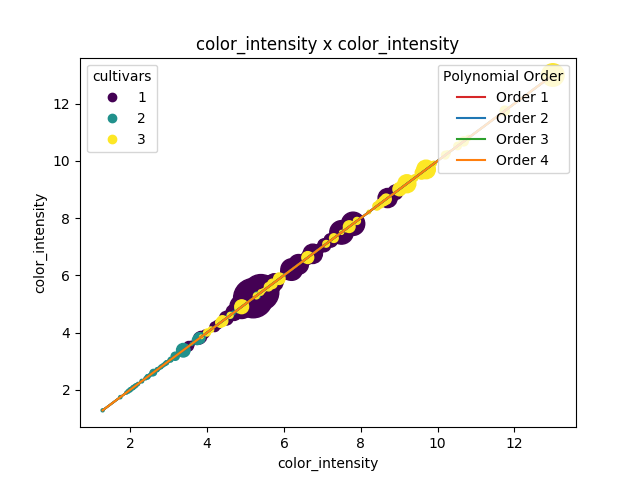 color_intensity x color_intensity
cultivars
1
2
3
Polynomial Order
Order 1
Order 2
Order 3
Order 4
color_intensity
12
10
8
6
4
2
2
4
6
8
10
12
color_intensity